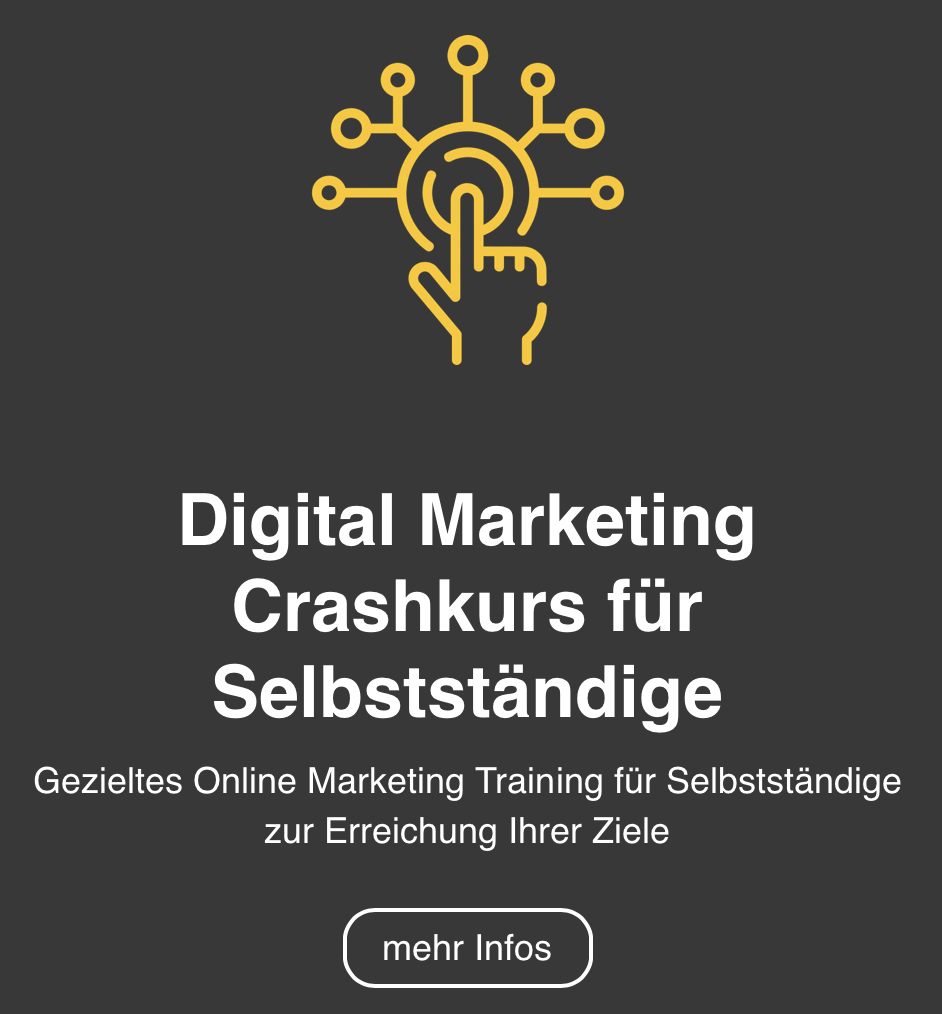 Digital Marketing
Crashkurs für
Selbstständige
Gezieltes Online Marketing Training für Selbstständige
zur Erreichung Ihrer Ziele
mehr Infos